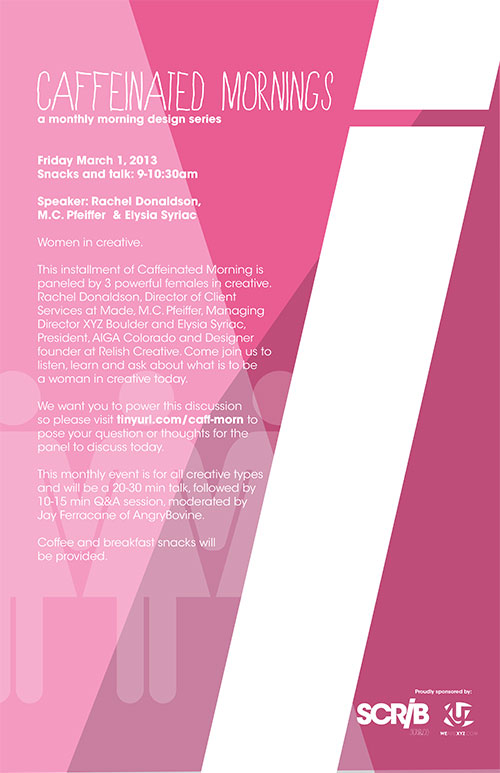 CAFFEINATED MORNINGS
a monthly morning design series
Friday March 1, 2013
Snacks and talk: 9-10:30am
Speaker: Rachel Donaldson,
M.C. Pfeiffer & Elysia Syriac
Women in creative.
This installment of Caffeinated Morning is
paneled by 3 powerful females in creative.
Rachel Donaldson, Director of Client
Services at Made, M.C. Pfeiffer, Managing
Director XYZ Boulder and Elysia Syriac,
President, AIGA Colorado and Designer
founder at Relish Creative. Come join us to
listen, learn and ask about what is to be
a woman in creative today.
We want you to power this discussion
so please visit tinyurl.com/caff-morn to
pose your question or thoughts for the
panel to discuss today.
This monthly event is for all creative types
and will be a 20-30 min talk, followed by
10-15 min Q&A session, moderated by
Jay Ferracane of AngryBovine.
Coffee and breakfast snacks will
be provided.
Proudly sponsored by:
SCRiB
WEAREXYZ.COM